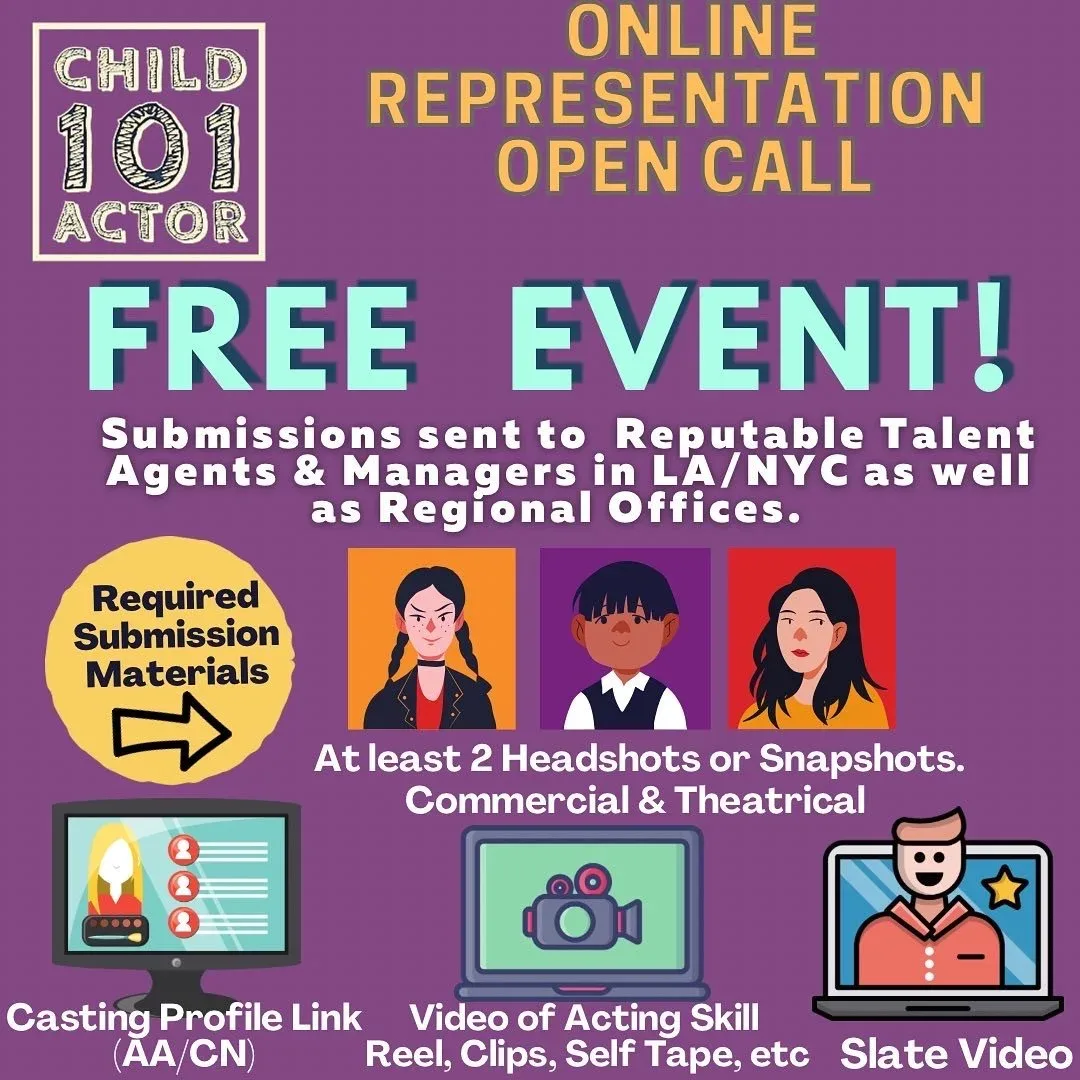 CHILD
101
ACTOR
ONLINE
REPRESENTATION
OPEN CALL
FREE EVENT!
Submissions sent to Reputable Talent
Agents & Managers in LA/NYC as well
as Regional Offices.
Required
Submission
Materials
At least 2 Headshots or Snapshots.
Commercial & Theatrical
Casting Profile Link
(AA/CN)
Video of Acting Skill
Reel, Clips, Self Tape, etc
Slate Video